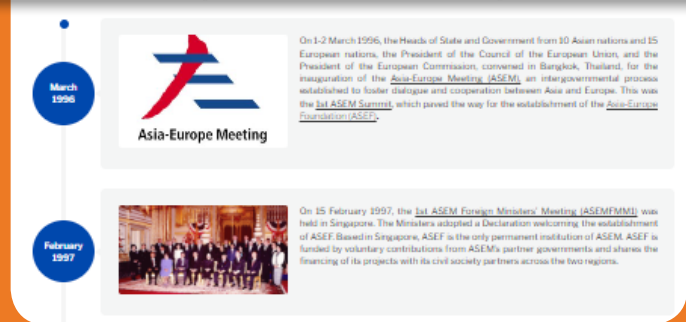 March
1996
Asia-Europe Meeting
On 1-2 March 1996, the Heads of State and Government from 10 Asian nations and 15
European nations, the President of the Council of the European Union, and the
President of the European Commission, convened in Bangkok, Thailand, for the
inauguration of the Asia-Europe Meeting (ASEM), an intergovernmental process
established to foster dialogue and cooperation between Asia and Europe. This was
the 1st ASEM Summit, which paved the way for the establishment of the Asia-Europe
Foundation (ASEF).
February
1997
On 15 February 1997, the 1st ASEM Foreign Ministers' Meeting (ASEMFMM1) was
held in Singapore. The Ministers adopted a Declaration welcoming the establishment
of ASEF. Based in Singapore, ASEF is the only permanent institution of ASEM. ASEF is
funded by voluntary contributions from ASEM's partner governments and shares the
financing of its projects with its civil society partners across the two regions.